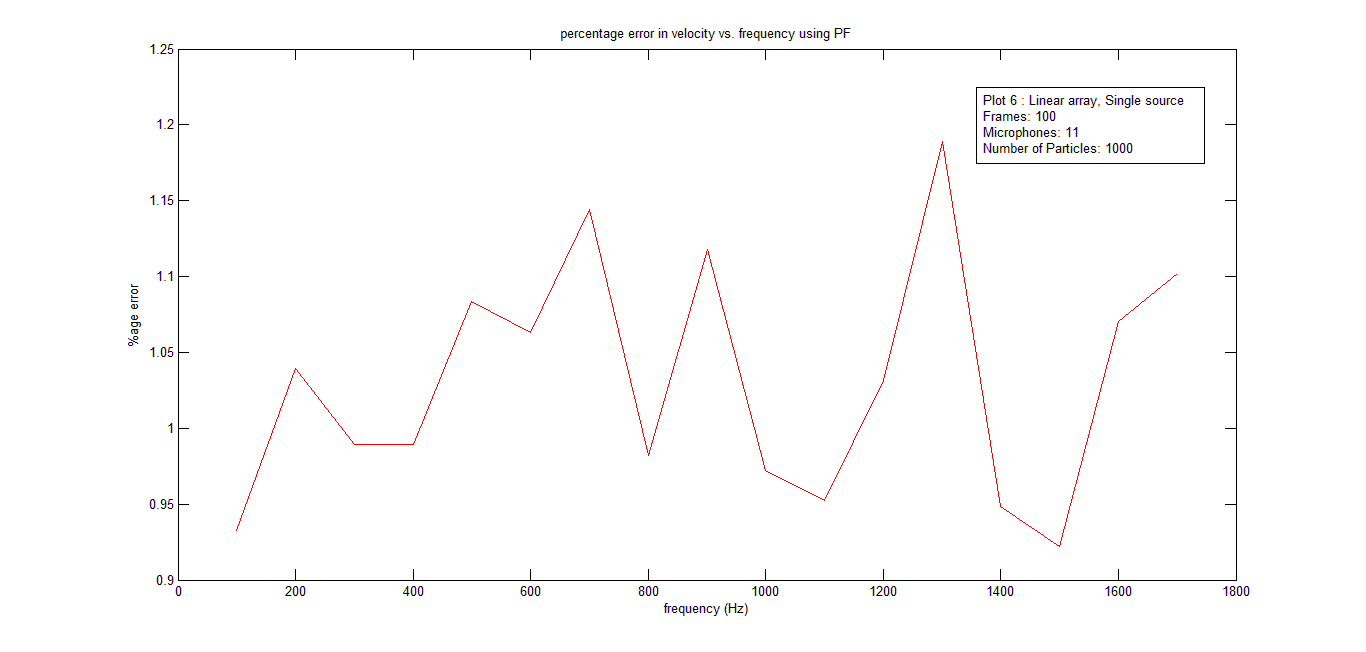 percentage error in velocity vs. frequency using PF
1.25
1.2
1.15
1.1
1.05
1
0.95
0.9
%age error
Plot 6 : Linear array, Single source
Frames: 100
Microphones: 11
Number of Particles: 1000
0 200 400 600 800 1000 1200 1400 1600 1800
frequency (Hz)